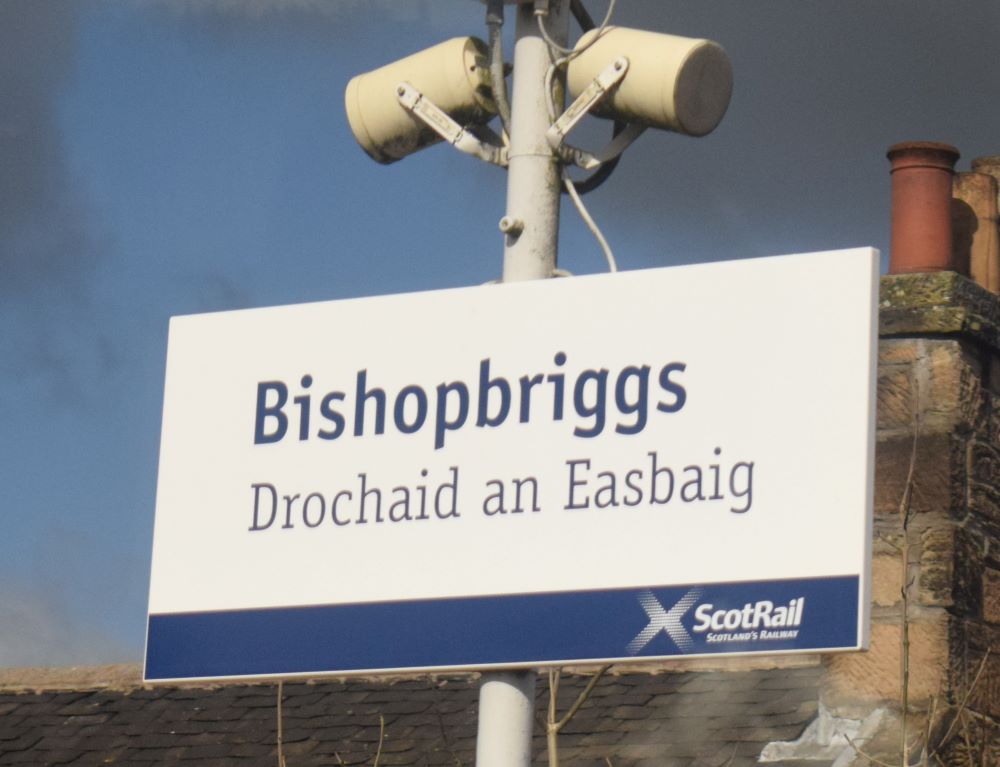 Bishopbriggs
Drochaid an Easbaig
ScotRail
SCOTLAND'S RAILWAY